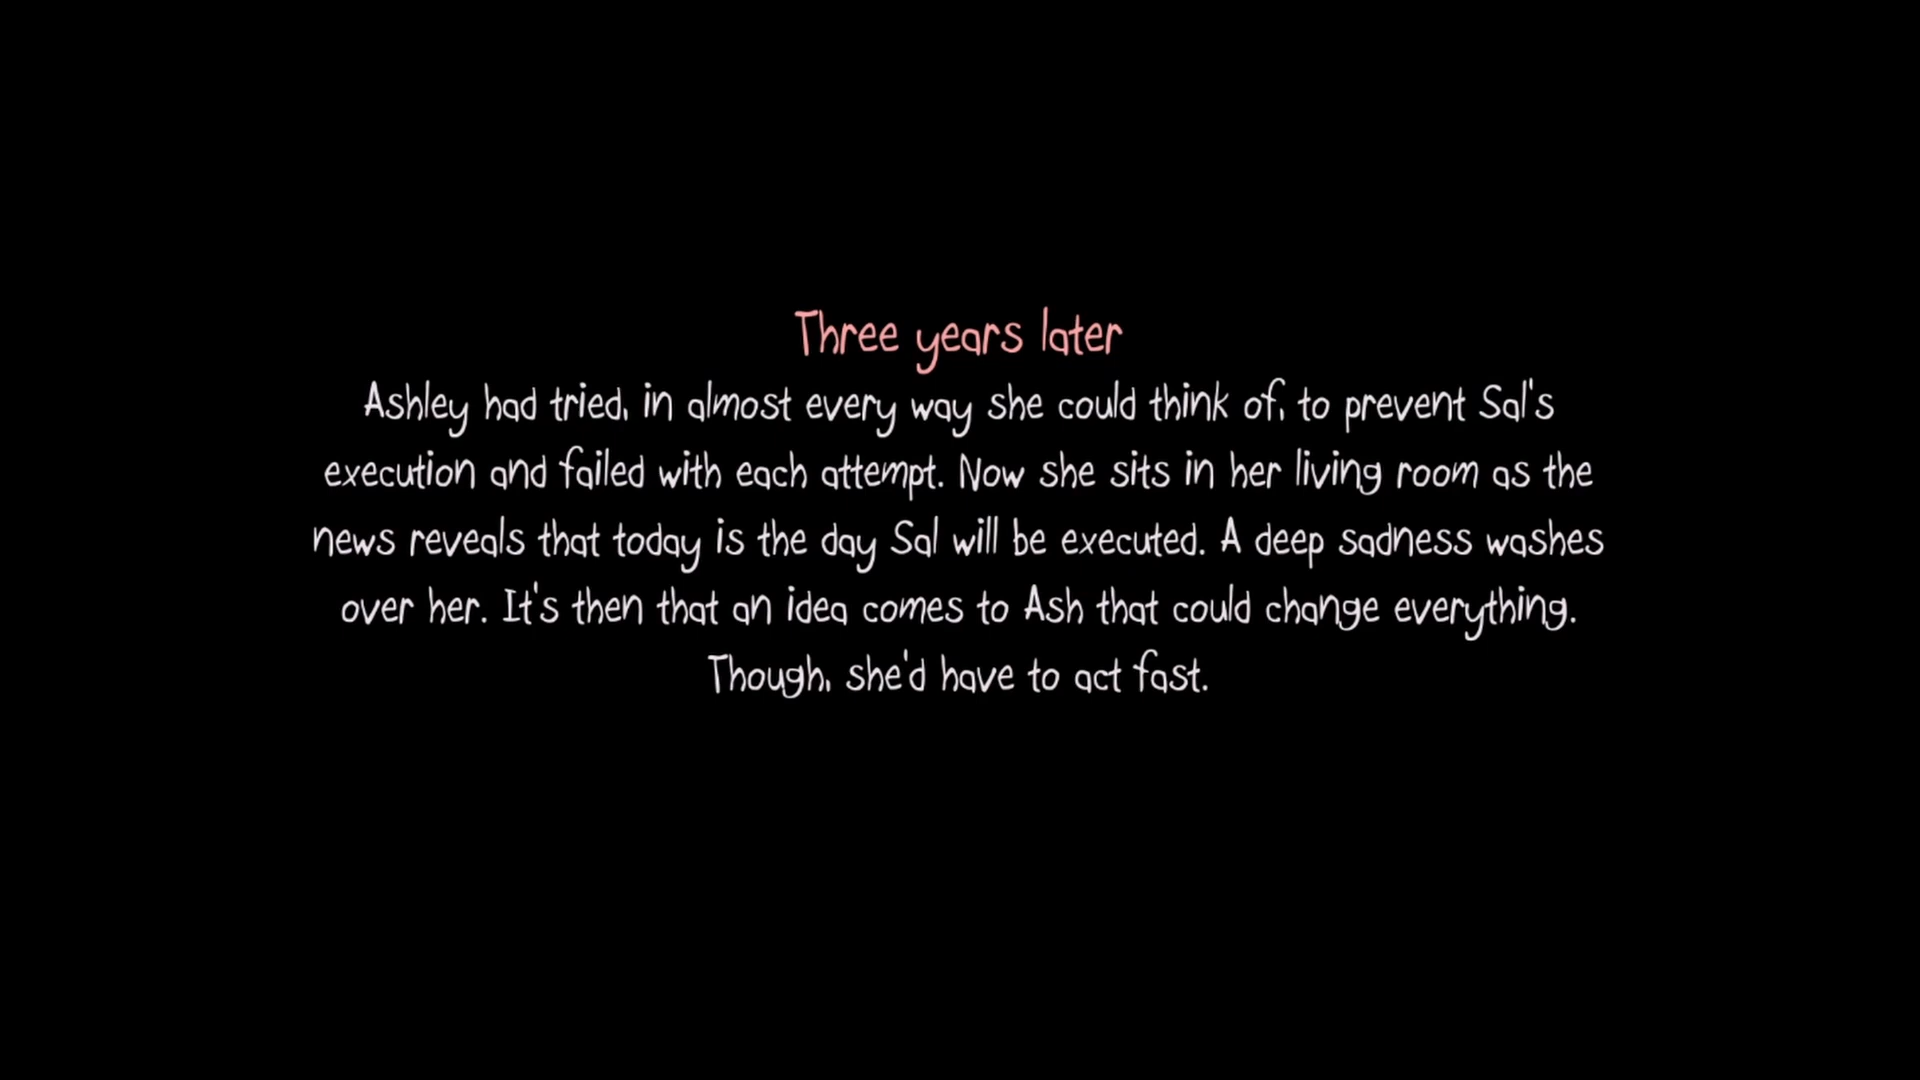 Three years later
Ashley had tried, in almost every way she could think of, to prevent Sal's
execution and failed with each attempt. Now she sits in her living room as the
news reveals that today is the day Sal will be executed. A deep sadness washes
over her. It's then that an idea comes to Ash that could change everything.
Though, she'd have to act fast.